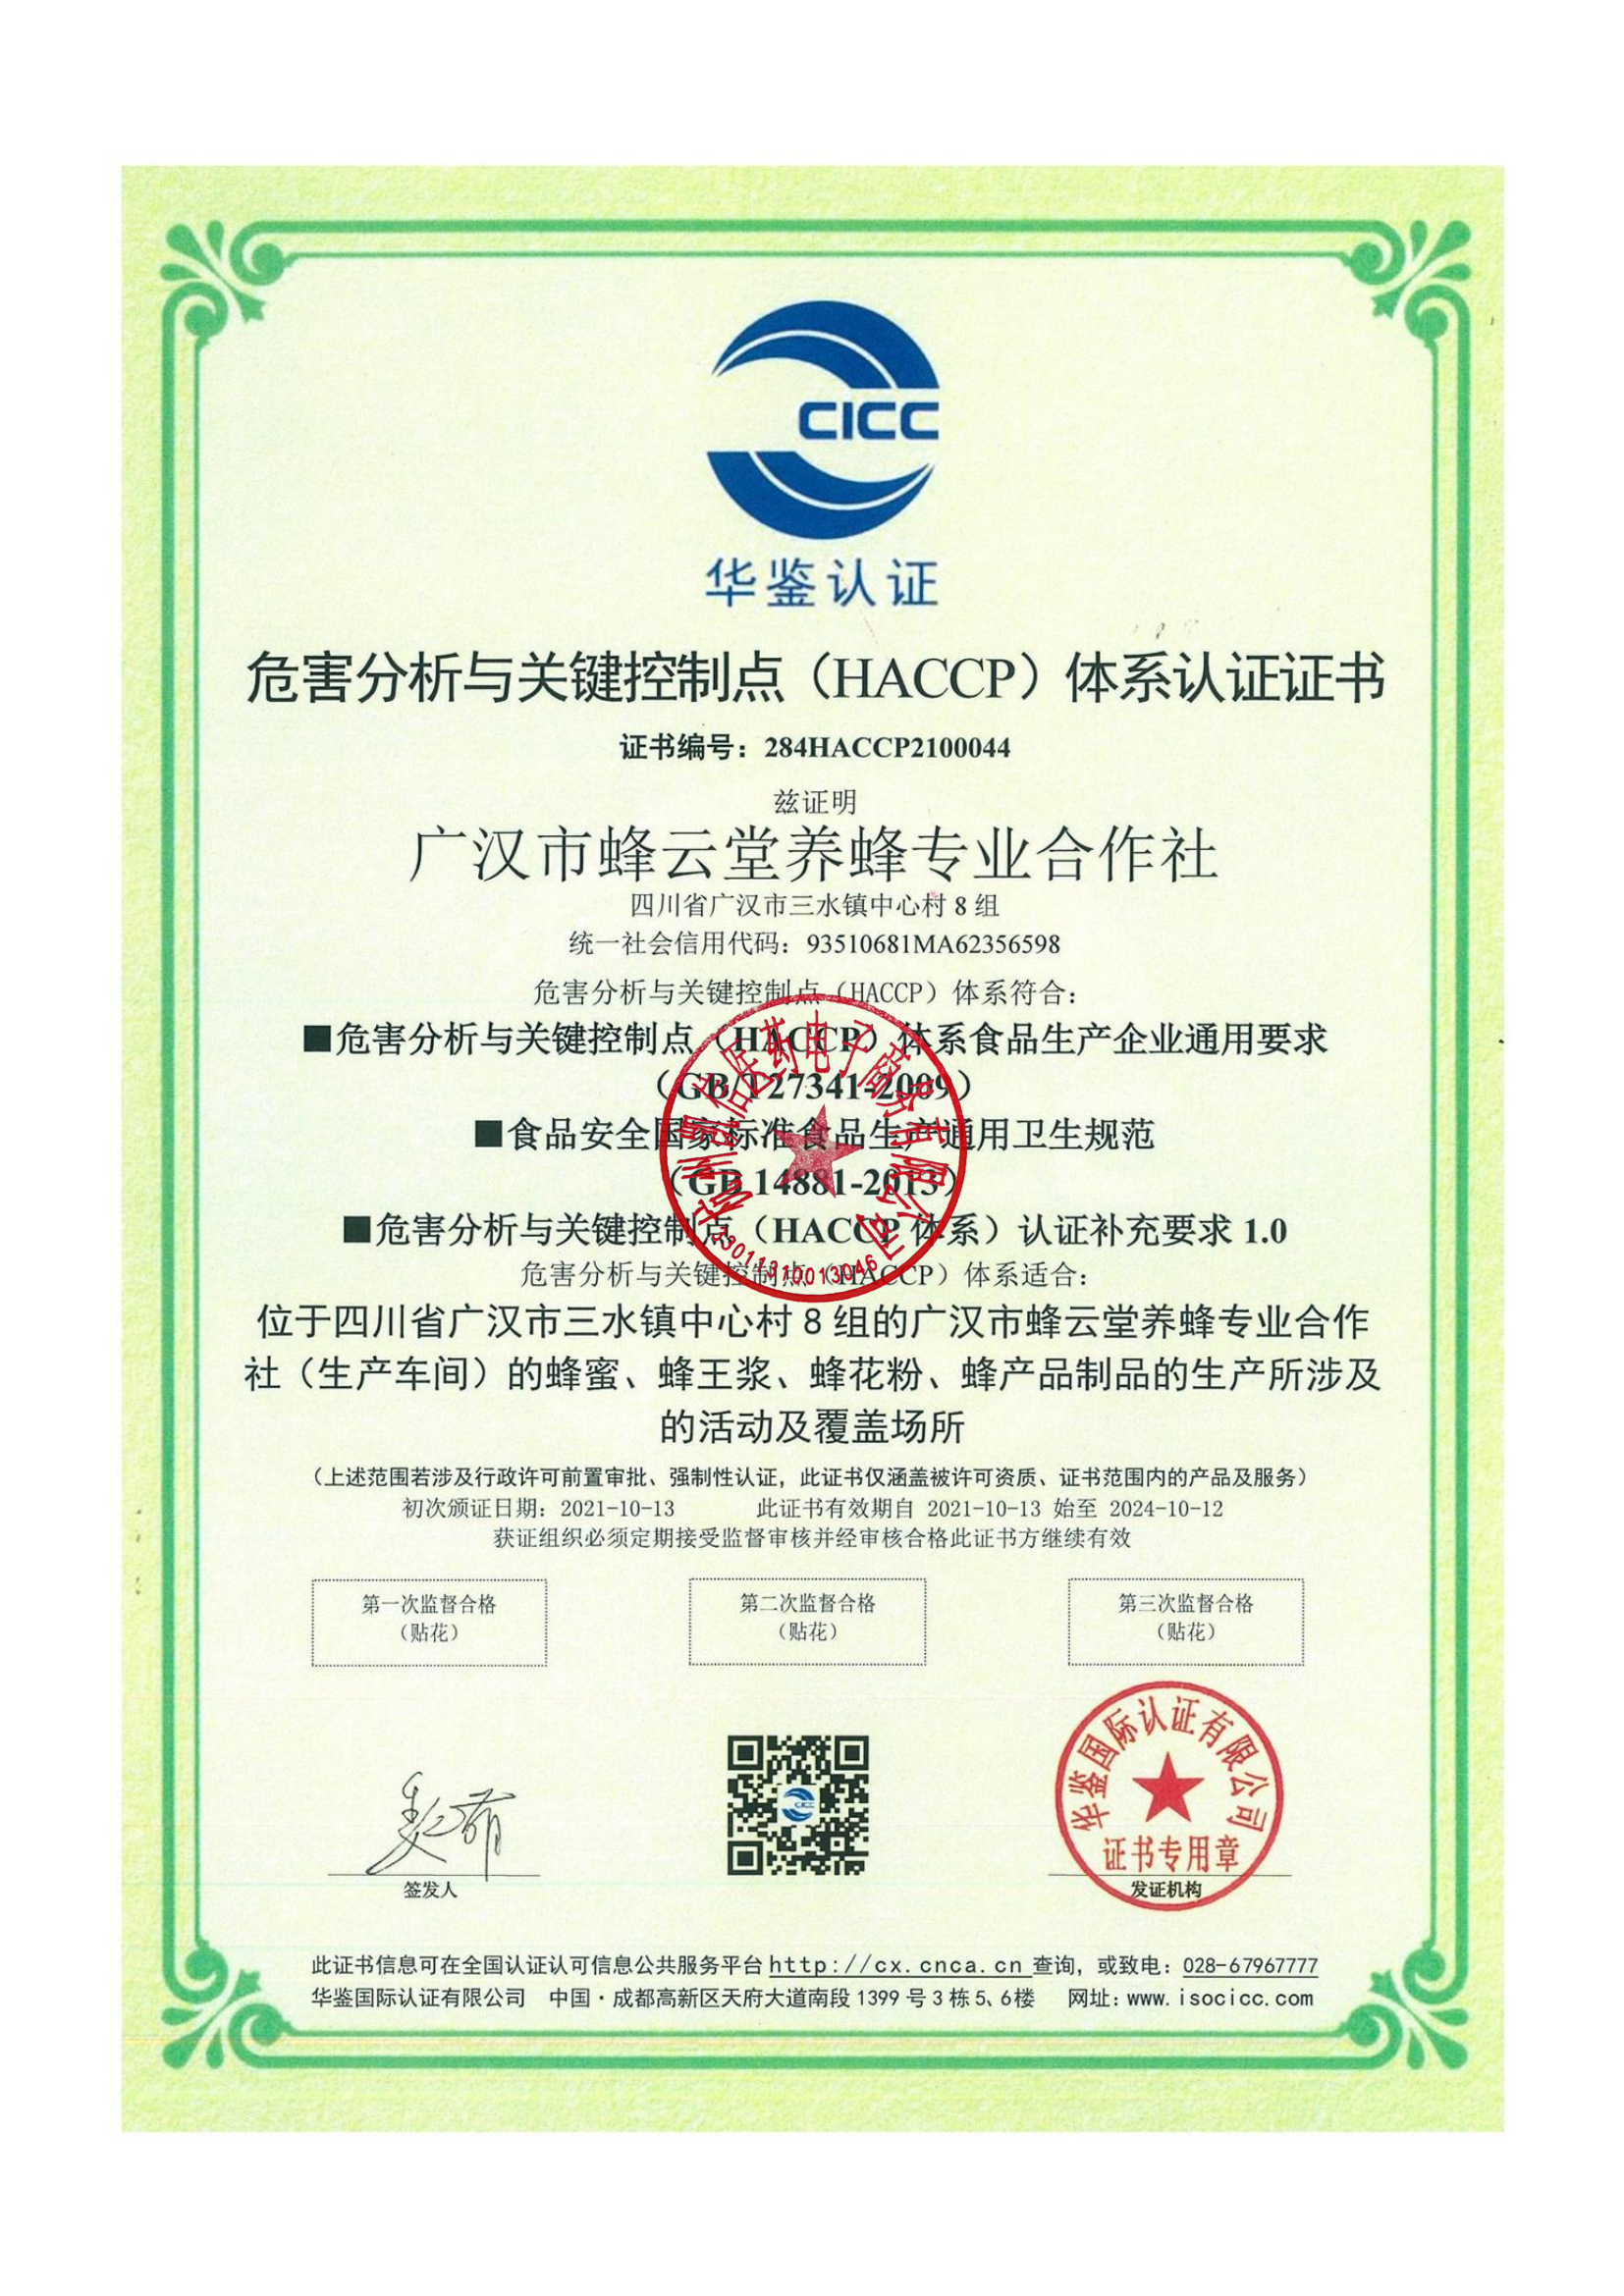 CICC
华鉴认证
危害分析与关键控制点（HACCP）体系认证证书
证书编号：284HACCP2100044
兹证明
广汉市蜂云堂养蜂专业合作社
四川省广汉市三水镇中心村 8 组
统一社会信用代码：93510681MA62356598
危害分析与关键控制点（HACCP）体系符合：
■危害分析与关键控制点（HACCP）体系食品生产企业通用要求
（GB/T27341-2009）
■食品安全国家标准食品生产通用卫生规范
（GB 14881-2013）
■危害分析与关键控制点（HACCP 体系）认证补充要求 1.0
危害分析与关键控制点（HACCP）体系适合：
位于四川省广汉市三水镇中心村 8 组的广汉市蜂云堂养蜂专业合作
社（生产车间）的蜂蜜、蜂王浆、蜂花粉、蜂产品制品的生产所涉及
的活动及覆盖场所
（上述范围若涉及行政许可前置审批、强制性认证，此证书仅涵盖被许可资质、证书范围内的产品及服务）
初次颁证日期：2021-10-13 此证书有效期自 2021-10-13 始至 2024-10-12
获证组织必须定期接受监督审核并经审核合格此证书方继续有效
第一次监督合格
（贴花）
第二次监督合格
（贴花）
第三次监督合格
（贴花）
华鉴国际认证有限公司
证书专用章
签发人
发证机构
此证书信息可在全国认证认可信息公共服务平台 http://cx.cnca.cn 查询，或致电：028-67967777
华鉴国际认证有限公司 中国·成都高新区天府大道南段 1399 号 3 栋 5、6楼 网址：www.isocicc.com